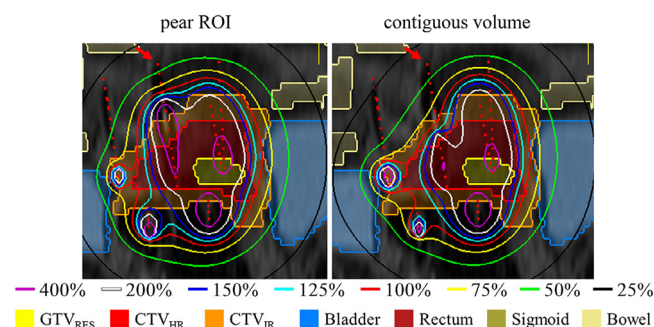 pear ROI contiguous volume
400% 200% 150% 125% 100% 75% 50% 25%
GTV_RES CTV_HR CTV_IR Bladder Rectum Sigmoid Bowel